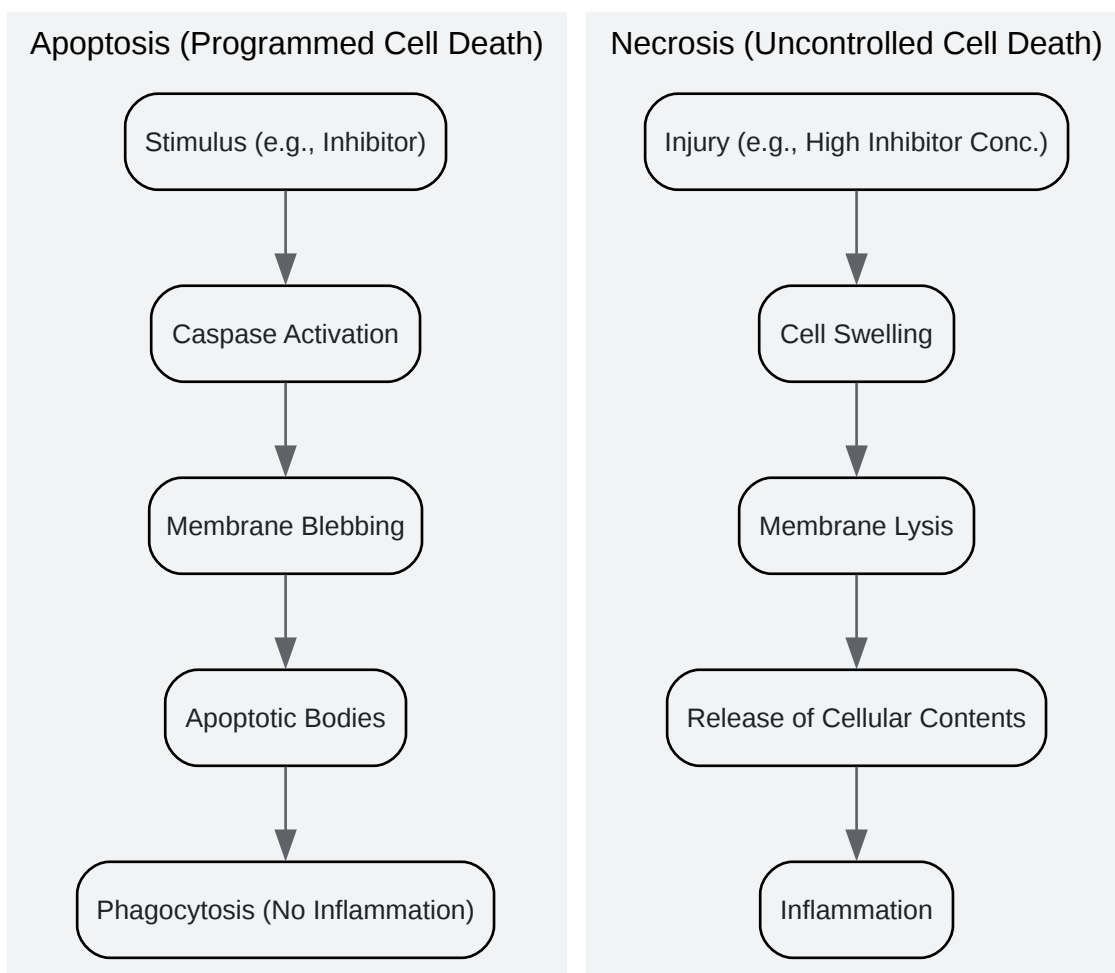 Apoptosis (Programmed Cell Death)
Stimulus (e.g., Inhibitor)
Caspase Activation
Membrane Blebbing
Apoptotic Bodies
Phagocytosis (No Inflammation)
Necrosis (Uncontrolled Cell Death)
Injury (e.g., High Inhibitor Conc.)
Cell Swelling
Membrane Lysis
Release of Cellular Contents
Inflammation